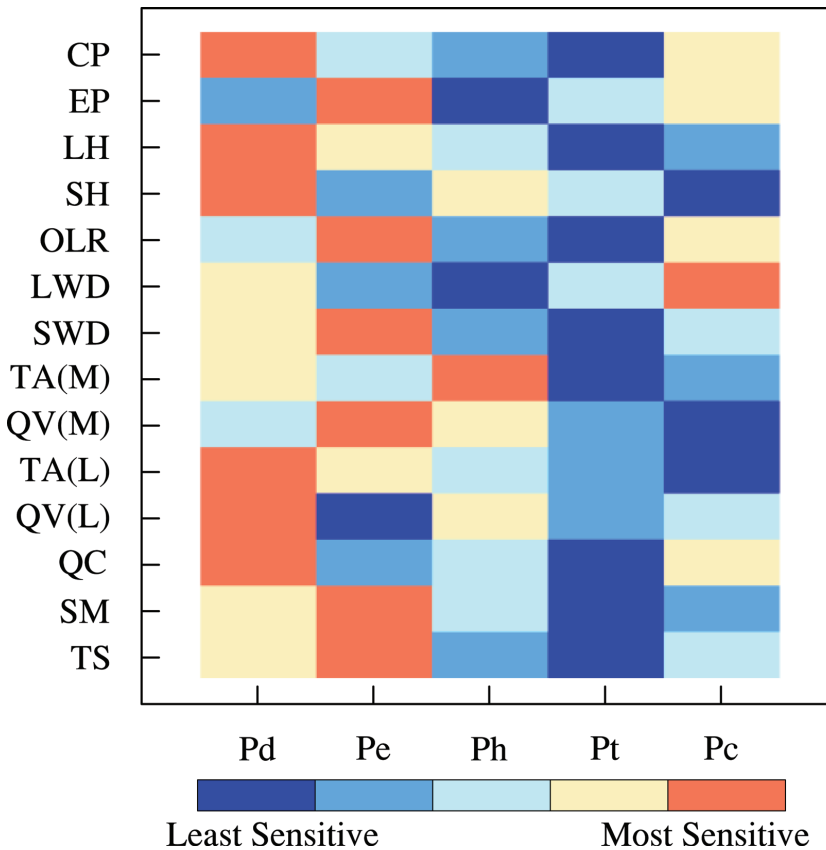 CP
EP
LH
SH
OLR
LWD
SWD
TA(M)
QV(M)
TA(L)
QV(L)
QC
SM
TS
Pd Pe Ph Pt Pc
Least Sensitive Most Sensitive